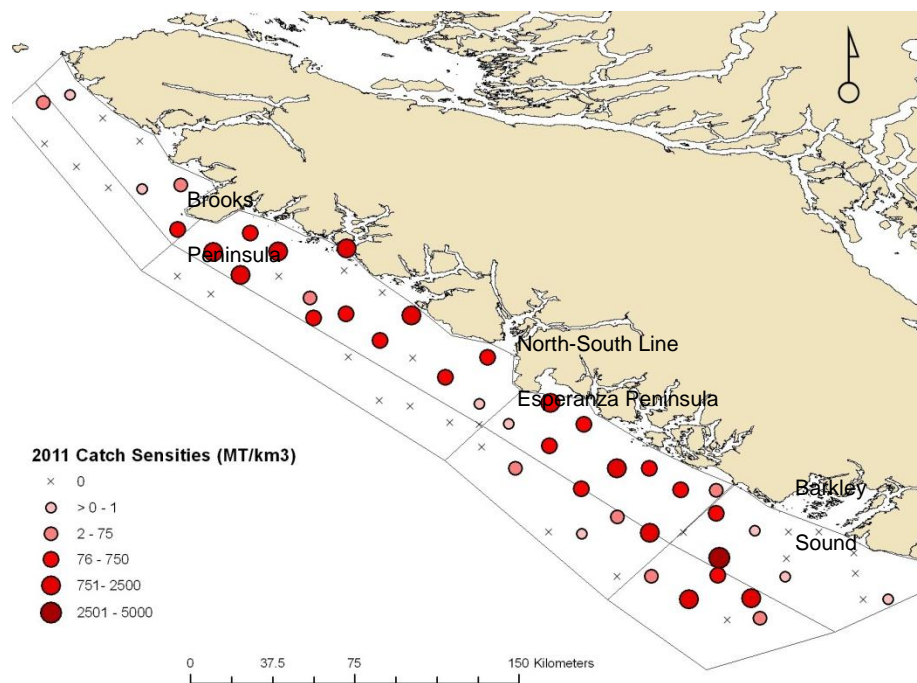 Brooks
Peninsula
North-South Line
Esperanza Peninsula
Barkley
Sound
2011 Catch Sensities (MT/km3)
0
> 0 - 1
2 - 75
76 - 750
751- 2500
2501 - 5000
0 37.5 75 150 Kilometers